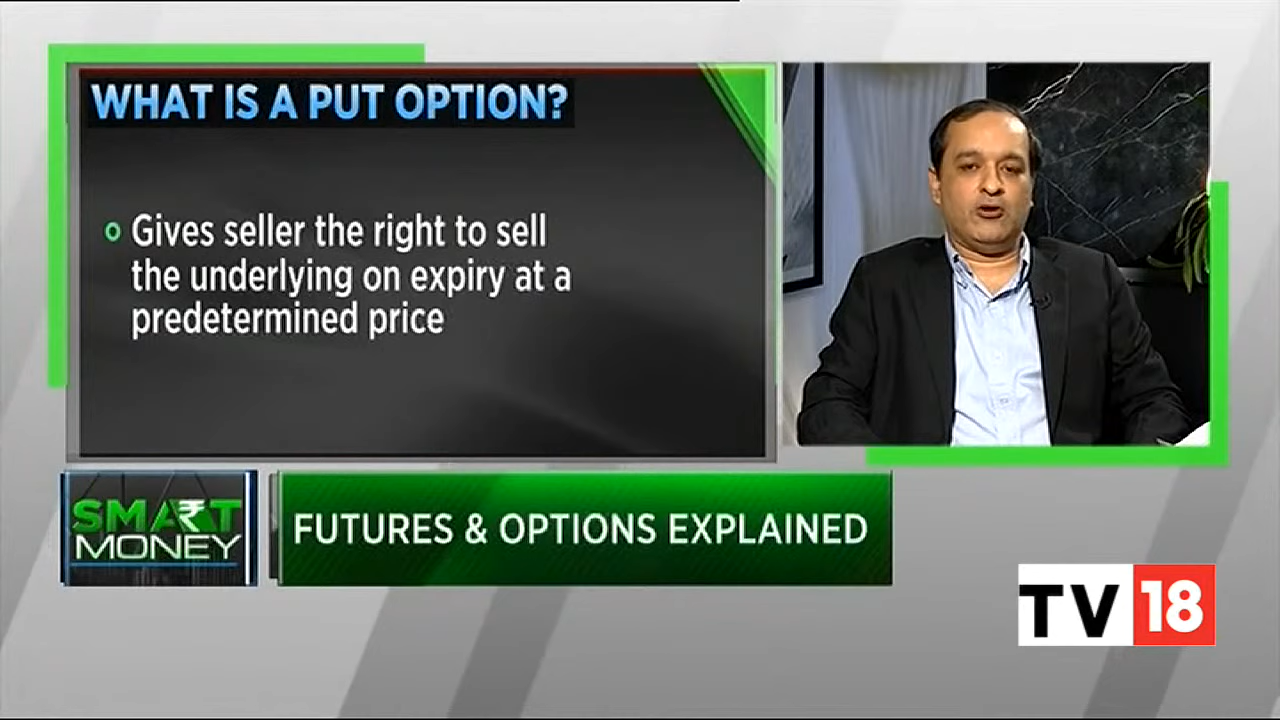 WHAT IS A PUT OPTION?
Gives seller the right to sell
the underlying on expiry at a
predetermined price
SMA₹T
MONEY
FUTURES & OPTIONS EXPLAINED
TV18